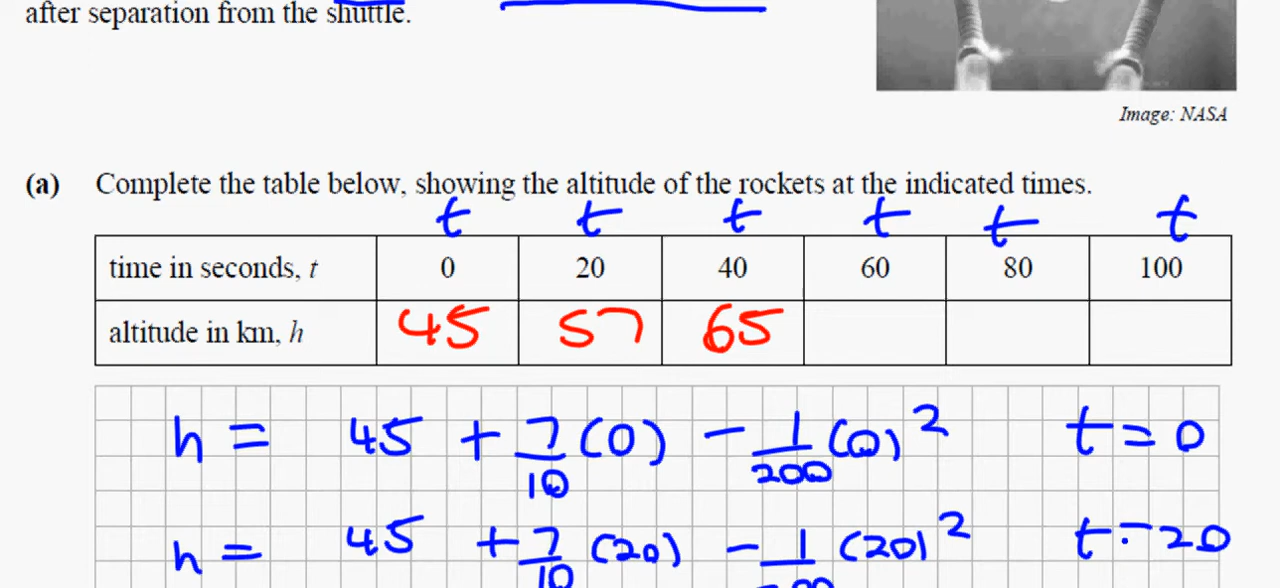 after separation from the shuttle.
Image: NASA
(a) Complete the table below, showing the altitude of the rockets at the indicated times.
t t t t t t
time in seconds, t 0 20 40 60 80 100
altitude in km, h 45 57 65
h = 45 + 7/10 (0) - 1/200 (0)² t = 0
h = 45 + 7/10 (20) - 1/200 (20)² t = 20